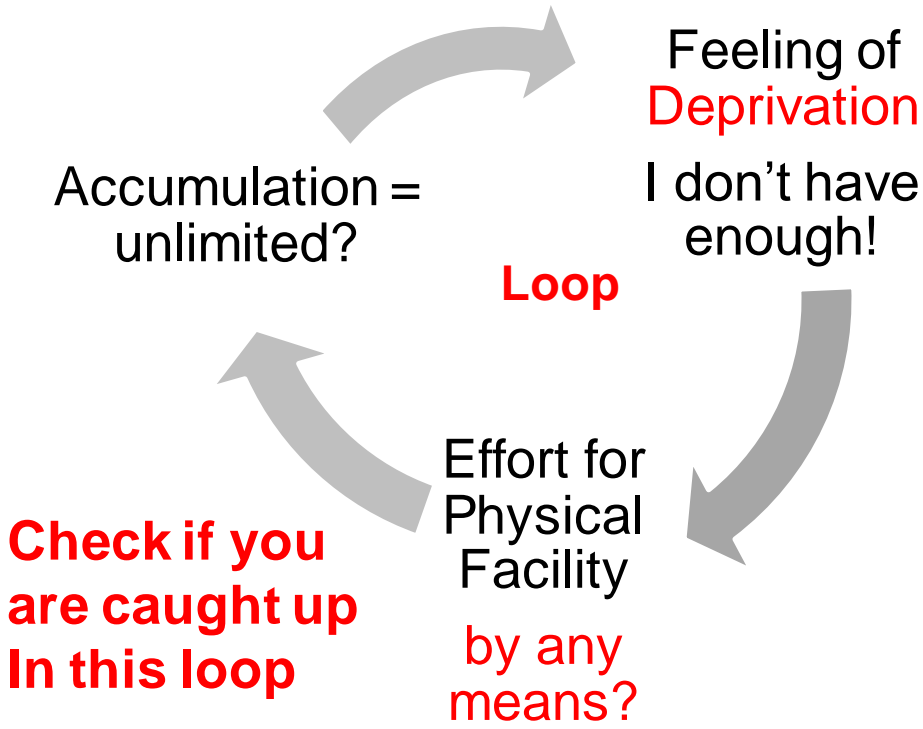 Feeling of
Deprivation
I don’t have
enough!
Accumulation =
unlimited?
Loop
Effort for
Physical
Facility
by any
means?
Check if you
are caught up
In this loop